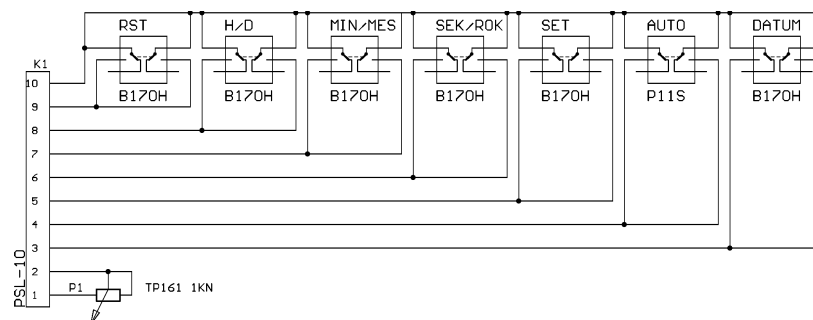 RST H/D MIN/MES SEK/ROK SET AUTO DATUM
K1
B170H B170H B170H B170H B170H P11S B170H
10
9
8
7
6
5
4
3
2
1
PSL-10
P1 TP161 1KN